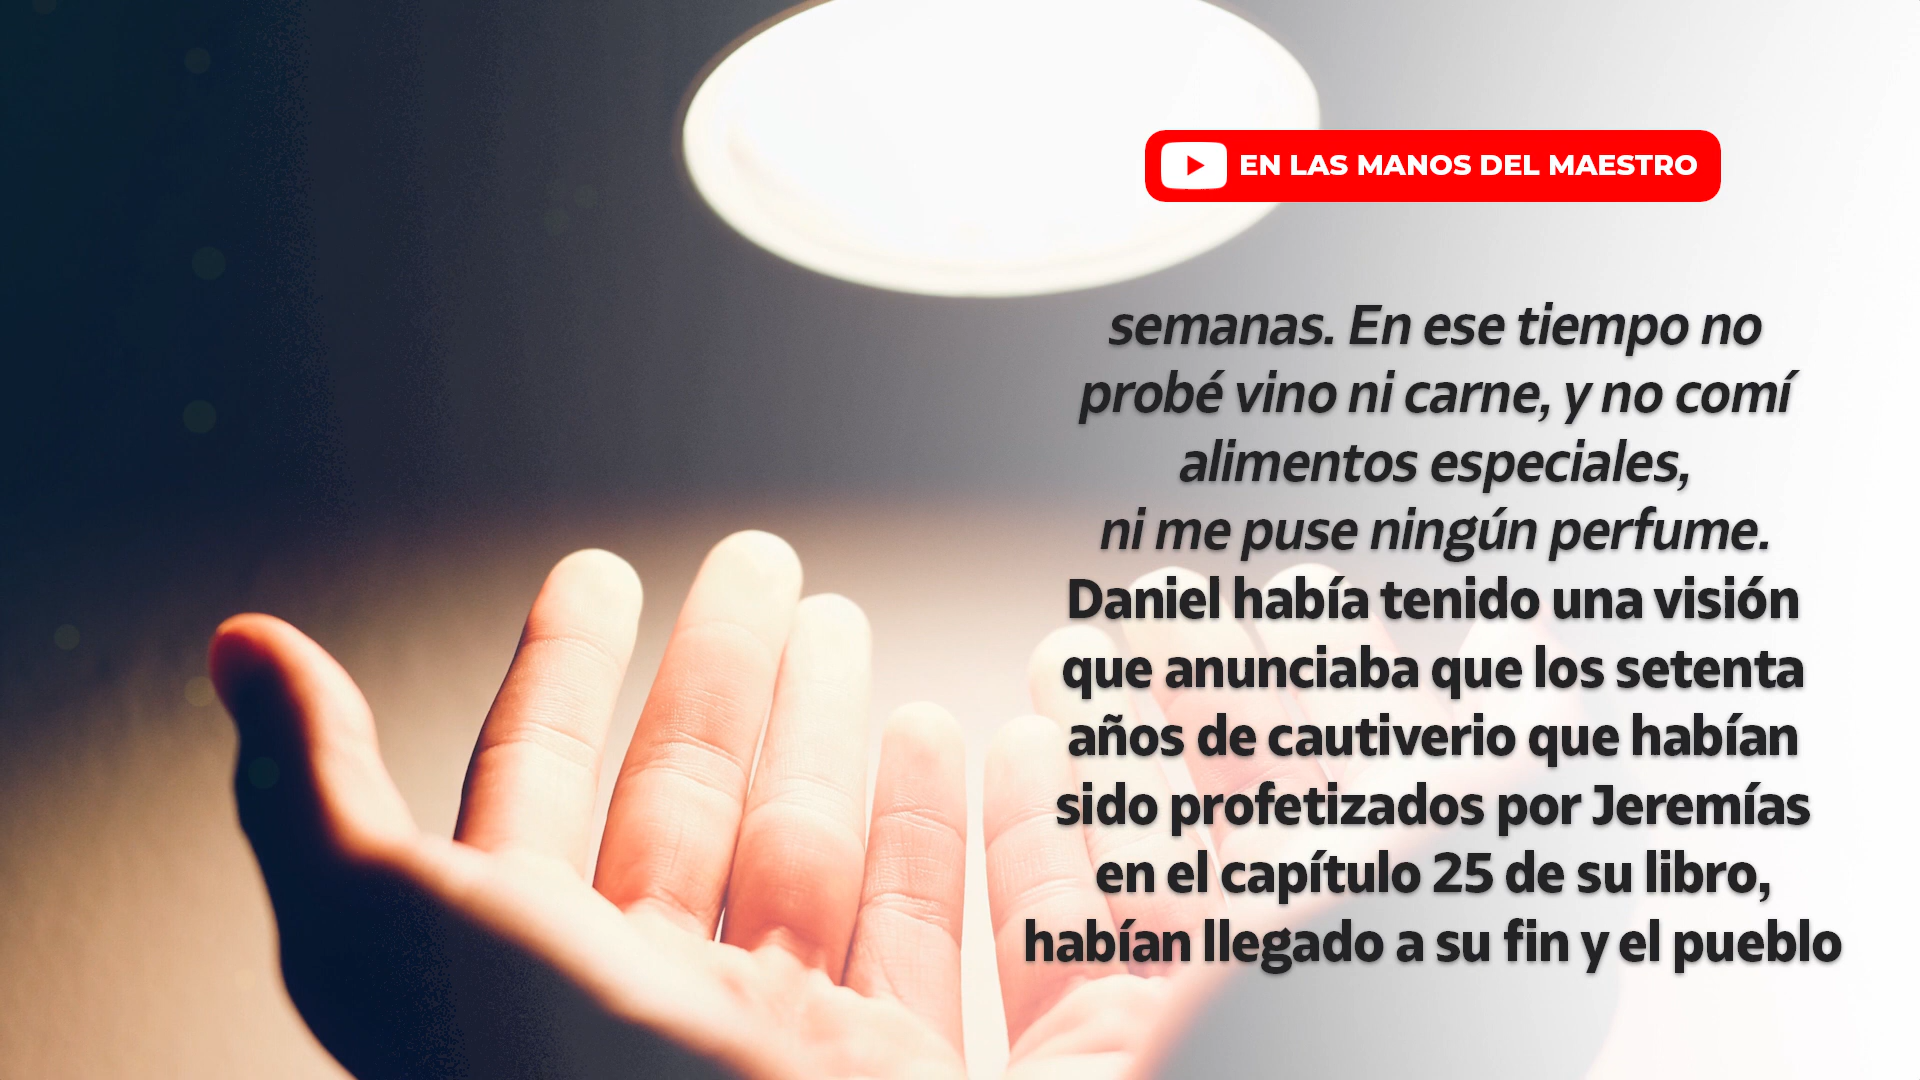 EN LAS MANOS DEL MAESTRO
semanas. En ese tiempo no
probé vino ni carne, y no comí
alimentos especiales,
ni me puse ningún perfume.
Daniel había tenido una visión
que anunciaba que los setenta
años de cautiverio que habían
sido profetizados por Jeremías
en el capítulo 25 de su libro,
habían llegado a su fin y el pueblo